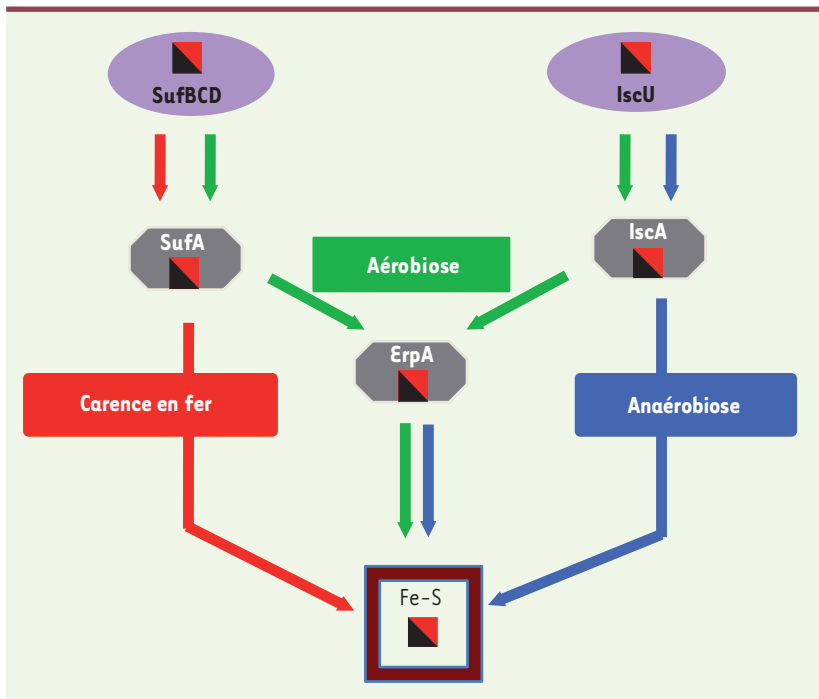 SufBCD
IscU
SufA
IscA
Aérobiose
ErpA
Carence en fer
Anaérobiose
Fe-S